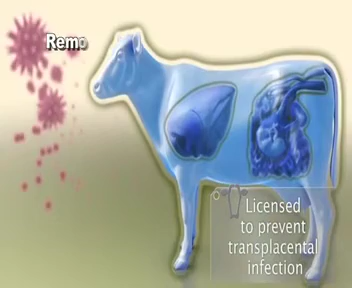 Remo
Licensed
to prevent
transplacental
infection